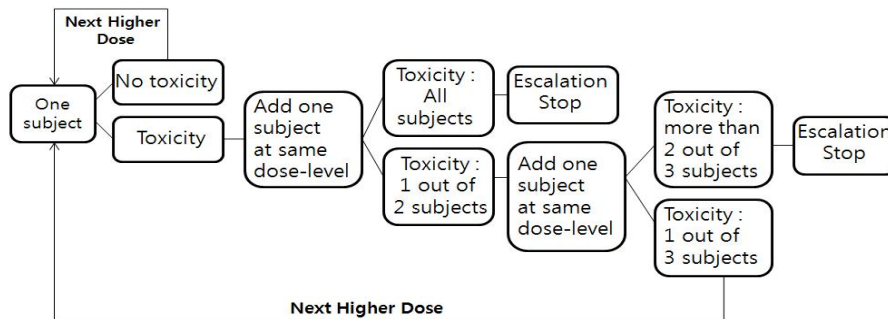 Next Higher
Dose
One
subject
No toxicity
Toxicity
Add one
subject
at same
dose-level
Toxicity :
All
subjects
Escalation
Stop
Toxicity :
1 out of
2 subjects
Add one
subject
at same
dose-level
Toxicity :
more than
2 out of
3 subjects
Escalation
Stop
Toxicity :
1 out of
3 subjects
Next Higher Dose